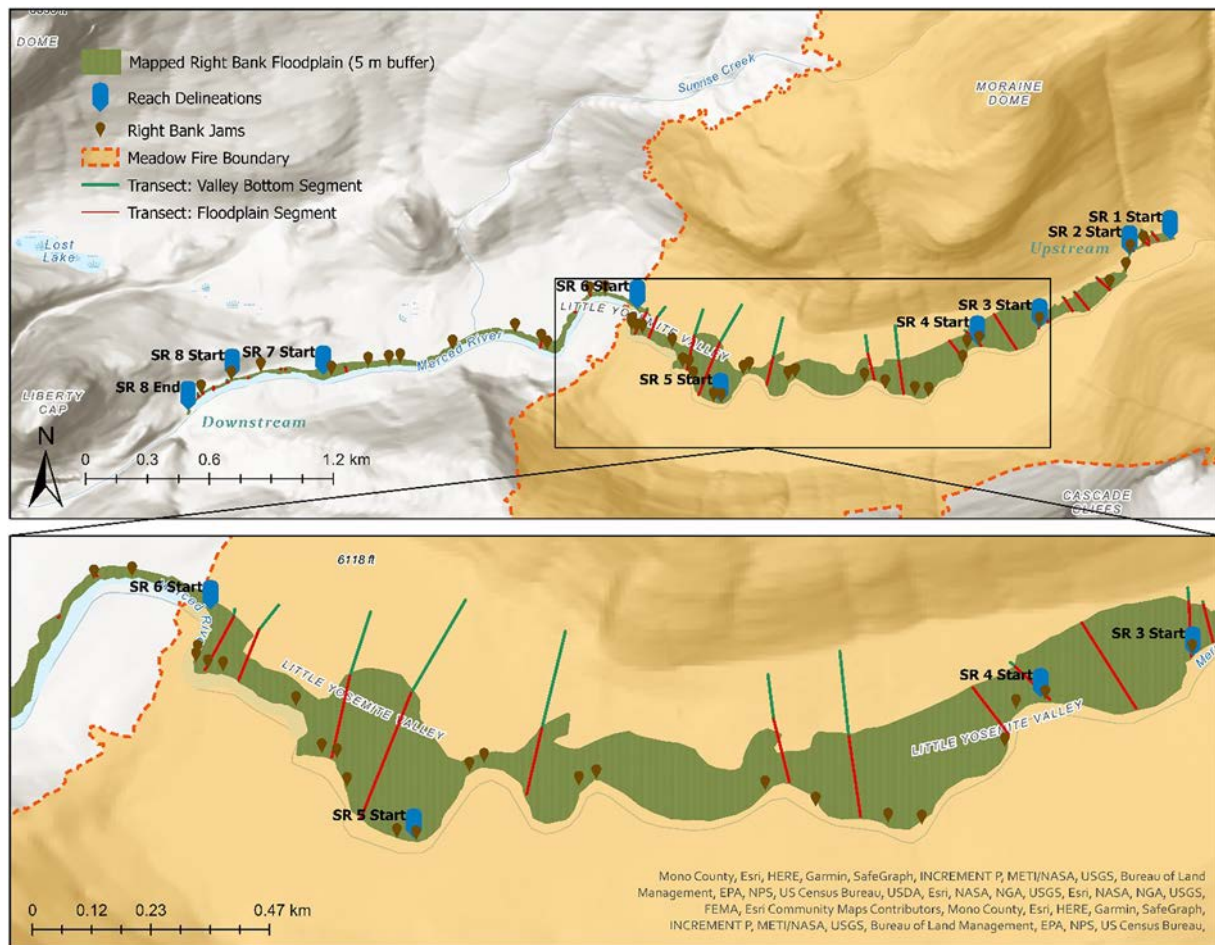 DOME
Mapped Right Bank Floodplain (5 m buffer)
Reach Delineations
Right Bank Jams
Meadow Fire Boundary
Transect: Valley Bottom Segment
Transect: Floodplain Segment
Sunrise Creek
MORAINE
DOME
Lost
Lake
SR 1 Start
SR 2 Start
Upstream
SR 3 Start
SR 4 Start
SR 6 Start
LITTLE YOSEMITE VALLEY
SR 5 Start
Merced River
SR 7 Start
SR 8 Start
SR 8 End
Downstream
LIBERTY
CAP
N
0 0.3 0.6 1.2 km
CASCADE
CLIFFS
6118 ft
SR 6 Start
LITTLE YOSEMITE VALLEY
SR 3 Start
SR 4 Start
LITTLE YOSEMITE VALLEY
SR 5 Start
0 0.12 0.23 0.47 km
Mono County, Esri, HERE, Garmin, SafeGraph, INCREMENT P, METI/NASA, USGS, Bureau of Land
Management, EPA, NPS, US Census Bureau, USDA, Esri, NASA, NGA, USGS, Esri, NASA, NGA, USGS,
FEMA, Esri Community Maps Contributors, Mono County, Esri, HERE, Garmin, SafeGraph,
INCREMENT P, METI/NASA, USGS, Bureau of Land Management, EPA, NPS, US Census Bureau,